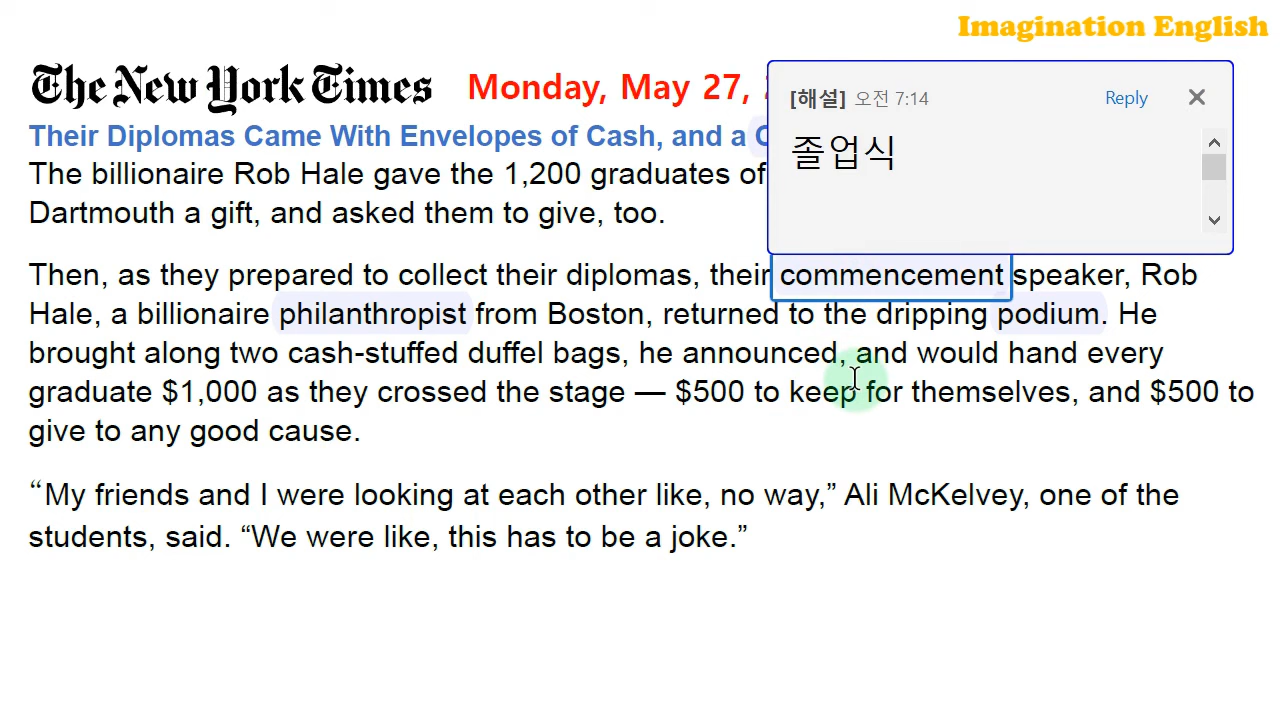 Imagination English
The New York Times Monday, May 27,
[해설] 오전 7:14 Reply
졸업식
Their Diplomas Came With Envelopes of Cash, and a
The billionaire Rob Hale gave the 1,200 graduates of
Dartmouth a gift, and asked them to give, too.
Then, as they prepared to collect their diplomas, their commencement speaker, Rob
Hale, a billionaire philanthropist from Boston, returned to the dripping podium. He
brought along two cash-stuffed duffel bags, he announced, and would hand every
graduate $1,000 as they crossed the stage — $500 to keep for themselves, and $500 to
give to any good cause.
“My friends and I were looking at each other like, no way,” Ali McKelvey, one of the
students, said. “We were like, this has to be a joke.”